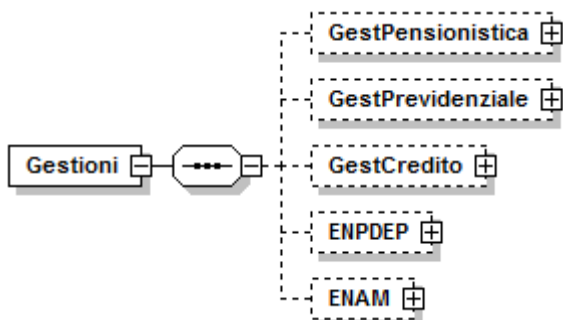 GestPensionistica
GestPrevidenziale
Gestioni
GestCredito
ENPDEP
ENAM